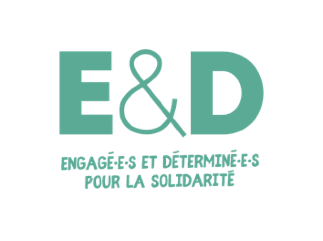 E&D
ENGAGÉ·E·S ET DÉTERMINÉ·E·S
POUR LA SOLIDARITÉ